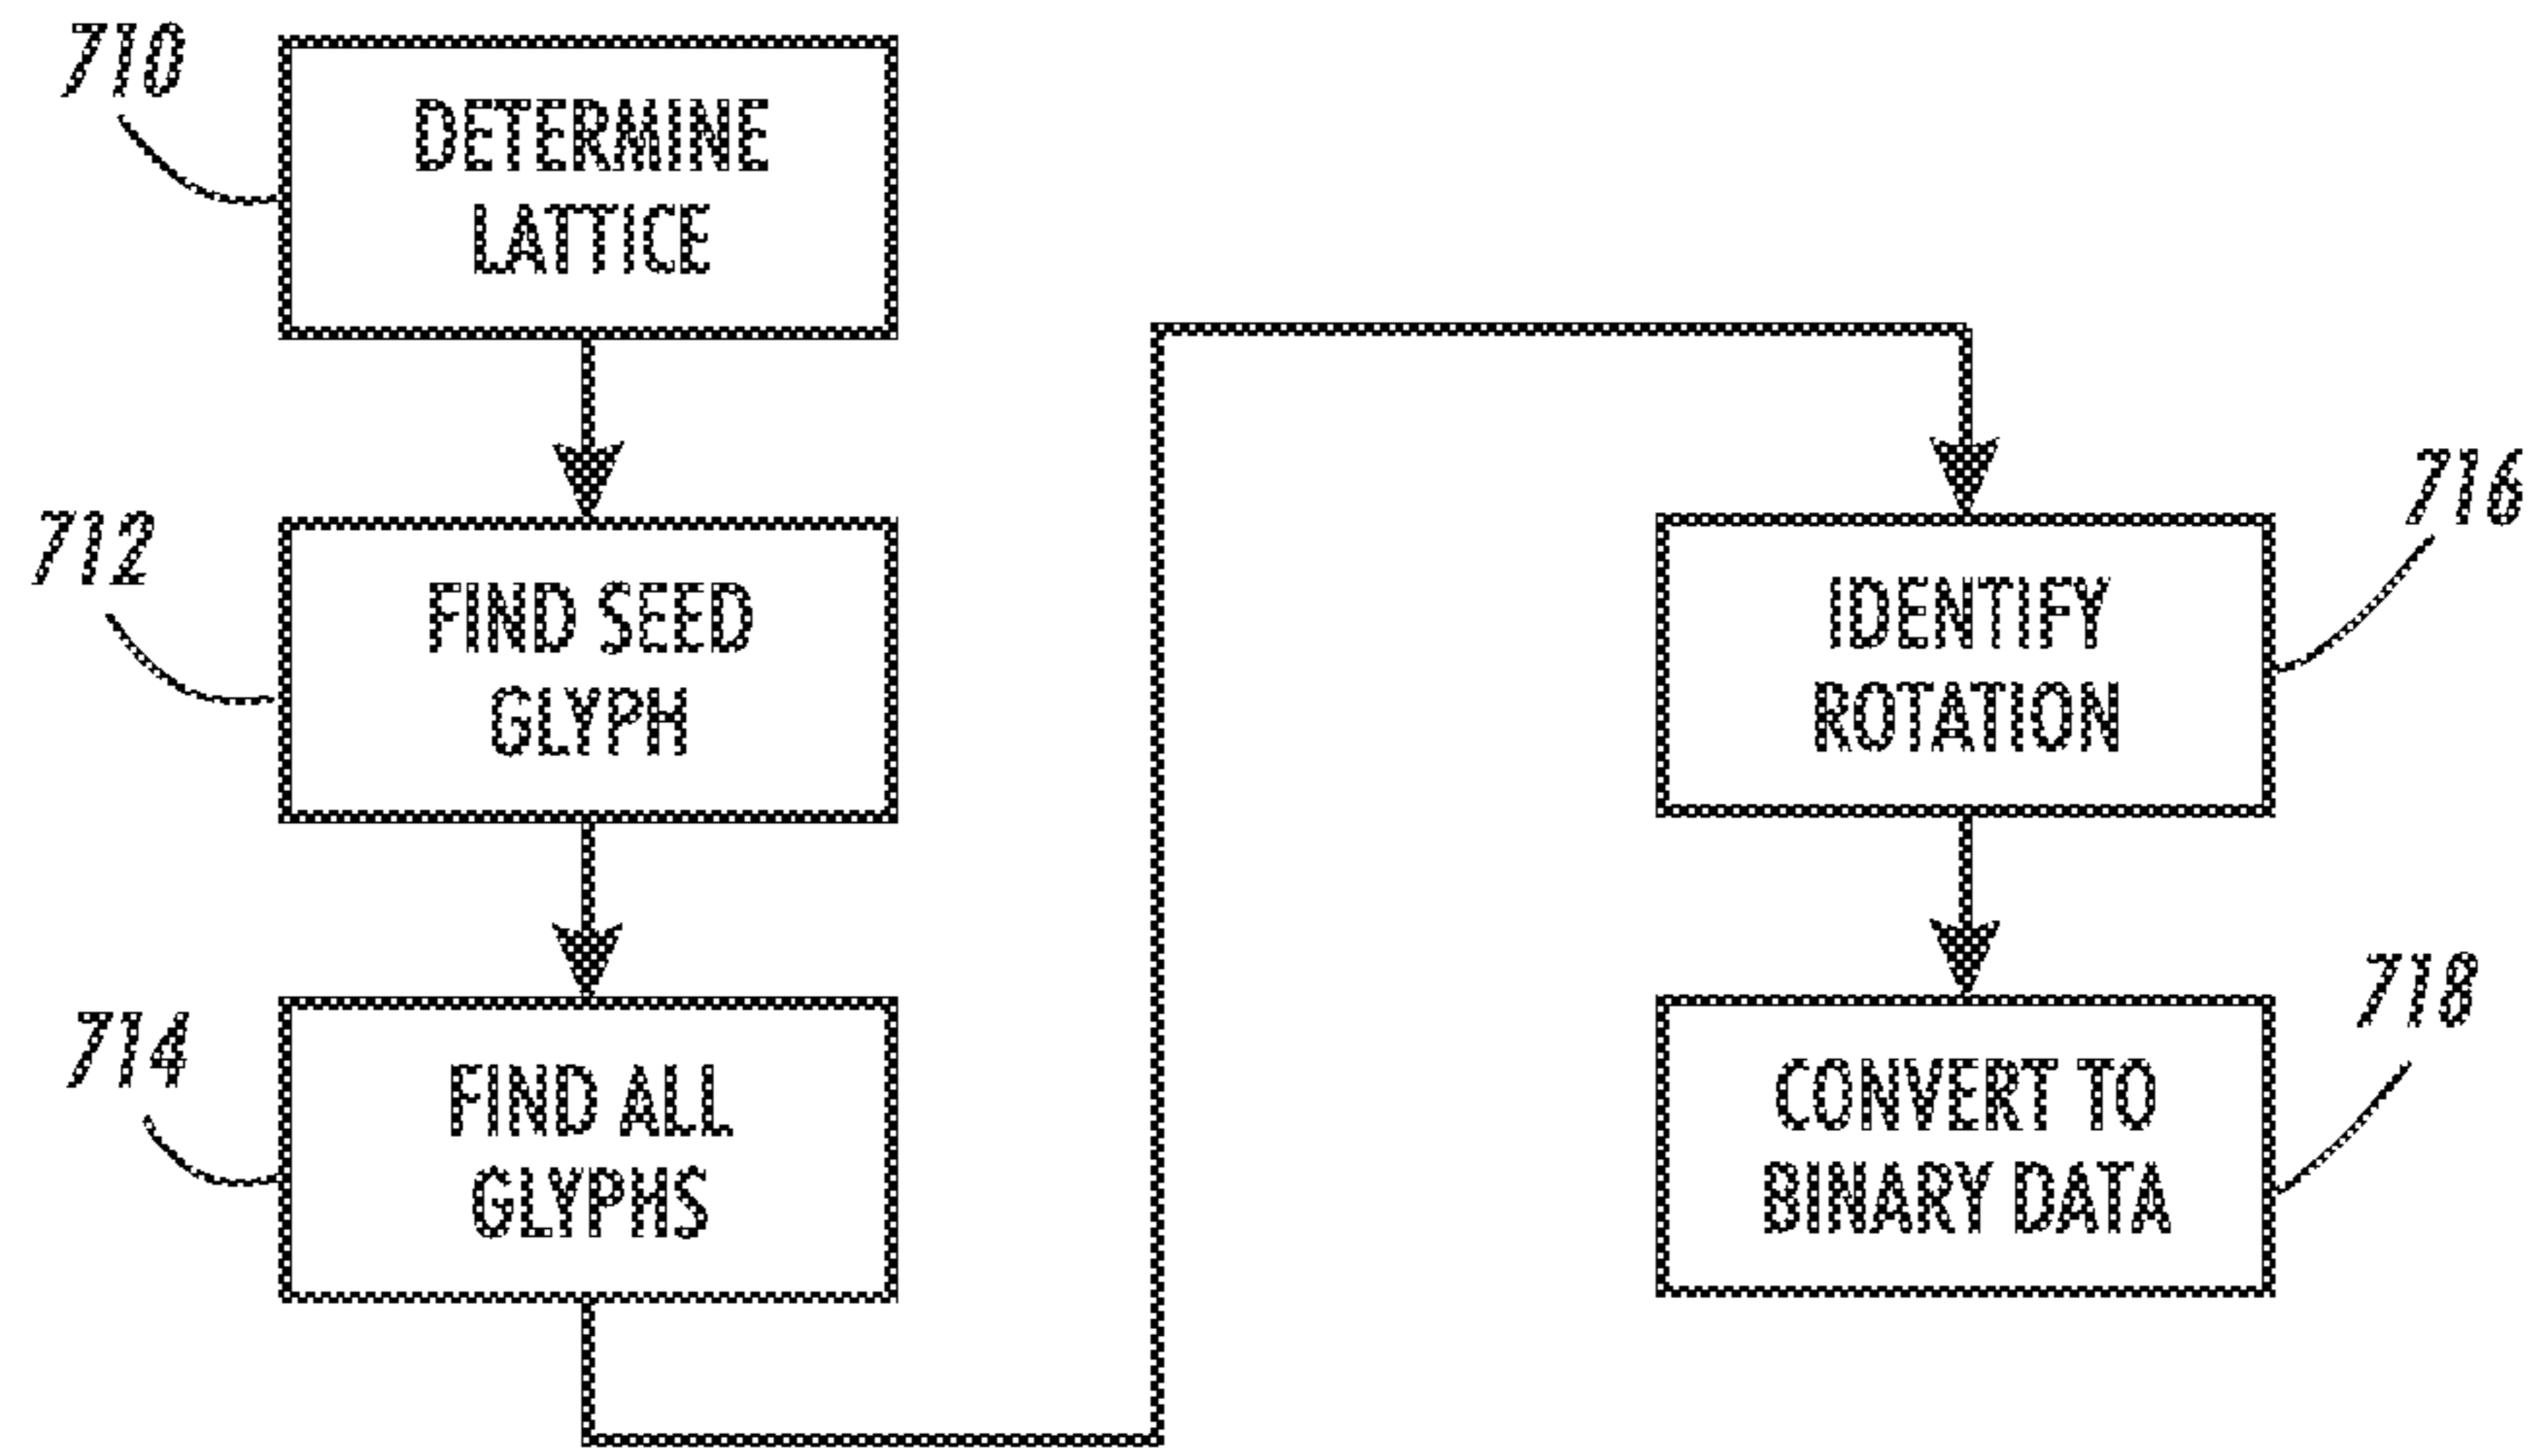 710
DETERMINE
LATTICE
712
FIND SEED
GLYPH
714
FIND ALL
GLYPHS
716
IDENTIFY
ROTATION
718
CONVERT TO
BINARY DATA